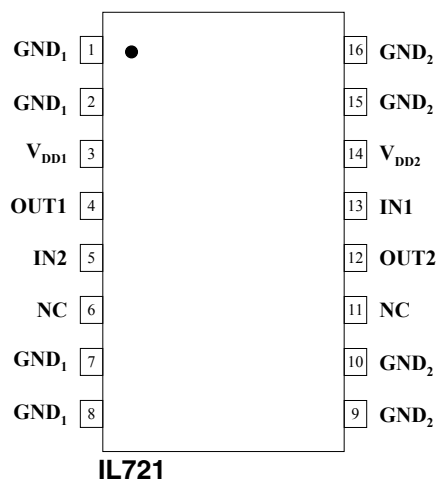 GND1 1 16 GND2
GND1 2 15 GND2
VDD1 3 14 VDD2
OUT1 4 13 IN1
IN2 5 12 OUT2
NC 6 11 NC
GND1 7 10 GND2
GND1 8 9 GND2
IL721